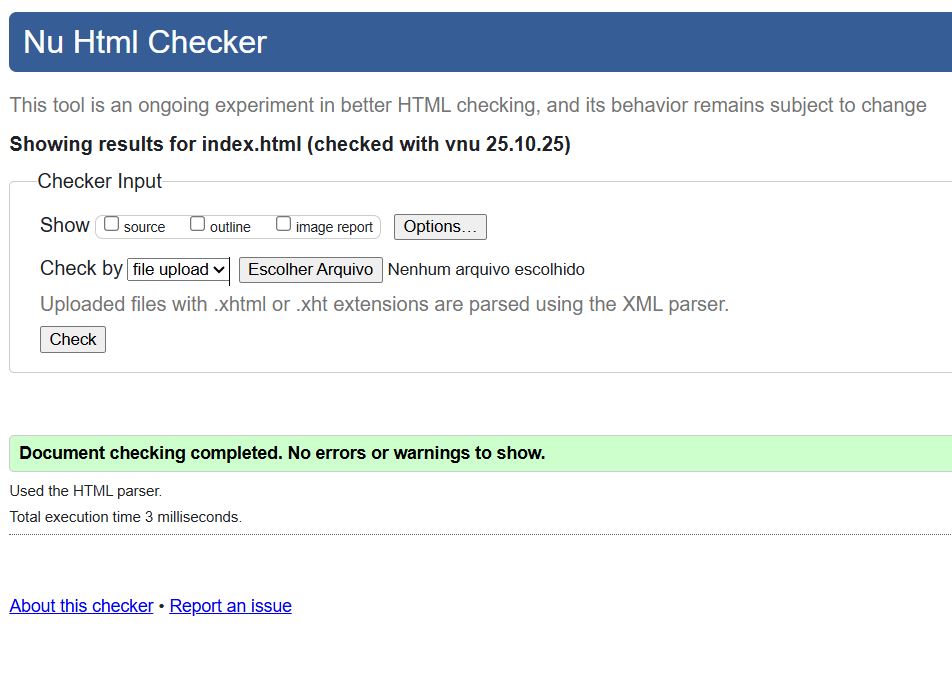 Nu Html Checker
This tool is an ongoing experiment in better HTML checking, and its behavior remains subject to change
Showing results for index.html (checked with vnu 25.10.25)
Checker Input
Show source outline image report Options…
Check by file upload Escolher Arquivo Nenhum arquivo escolhido
Uploaded files with .xhtml or .xht extensions are parsed using the XML parser.
Check
Document checking completed. No errors or warnings to show.
Used the HTML parser.
Total execution time 3 milliseconds.
About this checker • Report an issue